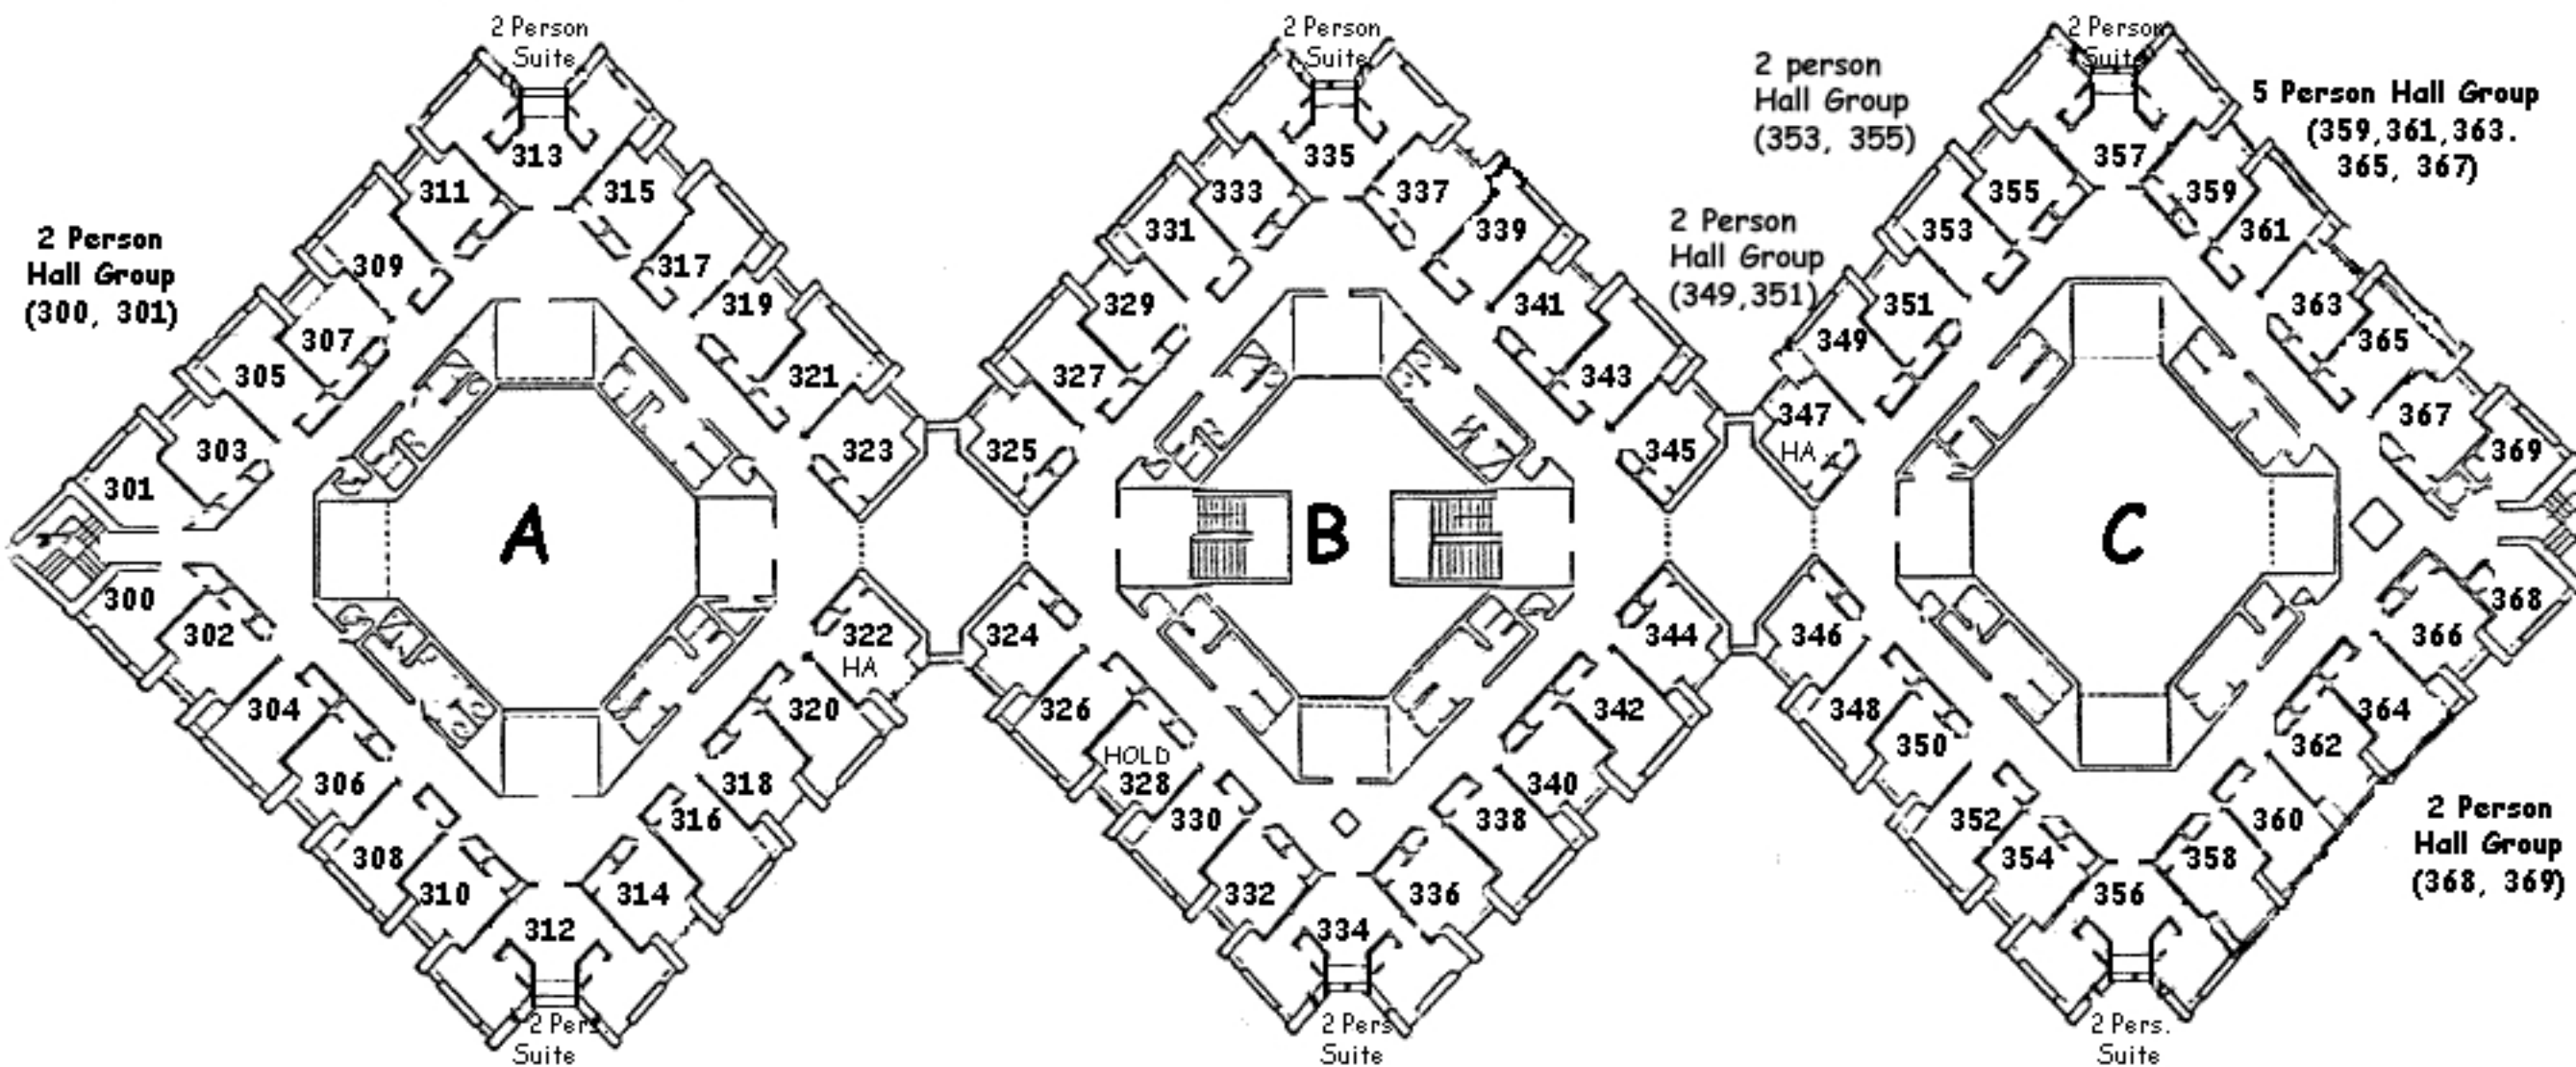 2 Person
Suite
2 Person
Suite
2 Person
Suite
2 person
Hall Group
(353, 355)
5 Person Hall Group
(359,361,363.
365, 367)
2 Person
Hall Group
(300, 301)
2 Person
Hall Group
(349,351)
313
311
315
309
317
307
319
305
321
303
323
301
A
300
302
322
HA
304
320
306
318
308
316
310
314
312
2 Pers.
Suite
335
333
337
331
339
329
341
327
343
325
345
B
324
344
326
342
HOLD
328
340
330
338
332
336
334
2 Pers
Suite
357
355
359
353
361
351
363
349
365
347
HA
367
369
C
368
346
366
348
364
350
362
352
360
354
358
356
2 Pers.
Suite
2 Person
Hall Group
(368, 369)